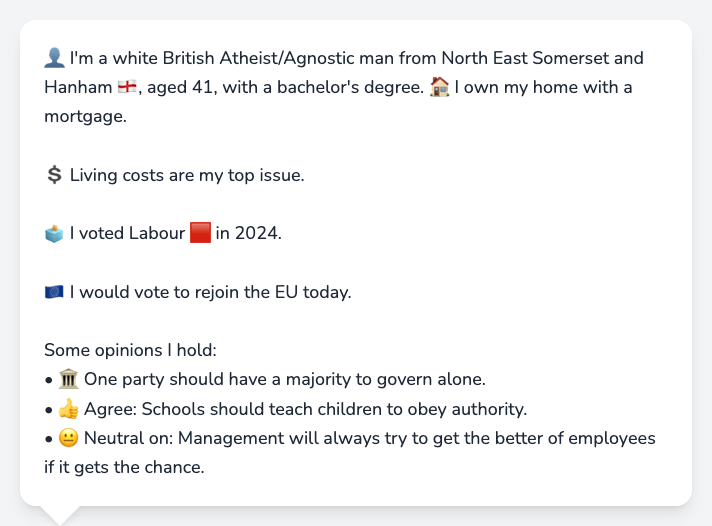 👤 I'm a white British Atheist/Agnostic man from North East Somerset and
Hanham 🏴󠁧󠁢󠁥󠁮󠁧󠁿, aged 41, with a bachelor's degree. 🏠 I own my home with a
mortgage.
💲 Living costs are my top issue.
🗳️ I voted Labour 🟥 in 2024.
🇪🇺 I would vote to rejoin the EU today.
Some opinions I hold:
• 🏛️ One party should have a majority to govern alone.
• 👍 Agree: Schools should teach children to obey authority.
• 😐 Neutral on: Management will always try to get the better of employees
if it gets the chance.